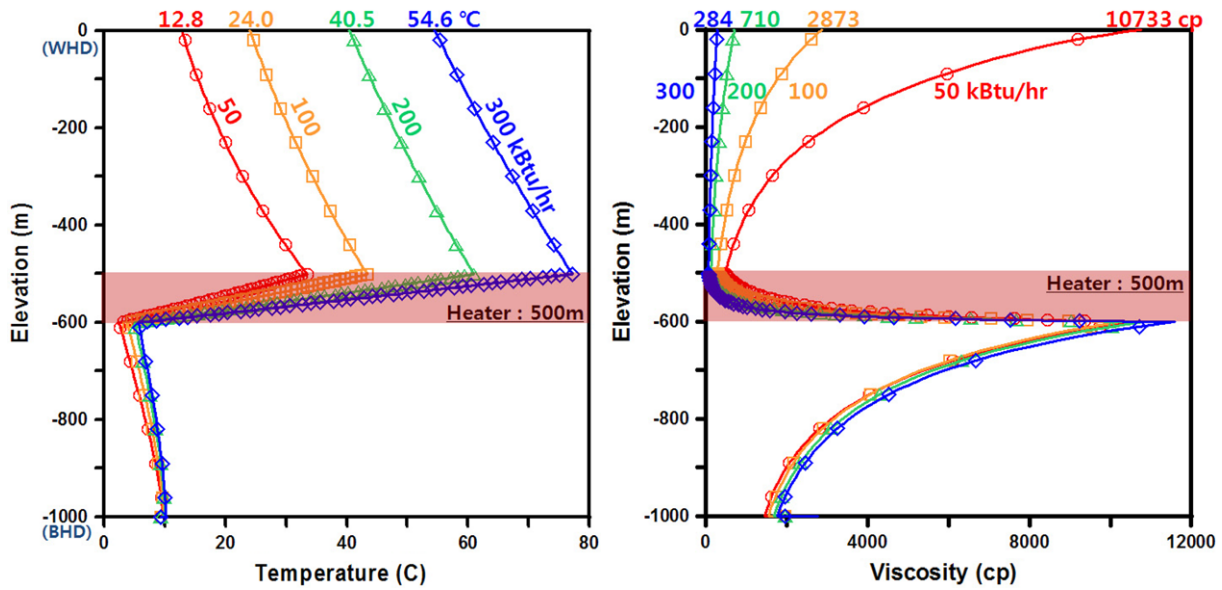 12.8 24.0 40.5 54.6 ℃
0
(WHD)
-200
-400
-600
-800
-1000
(BHD)
Elevation (m)
50
100
200
300 kBtu/hr
Heater : 500m
0 20 40 60 80
Temperature (C)
284 710 2873 10733 cp
0
-200
-400
-600
-800
-1000
Elevation (m)
300 200 100 50 kBtu/hr
Heater : 500m
0 4000 8000 12000
Viscosity (cp)